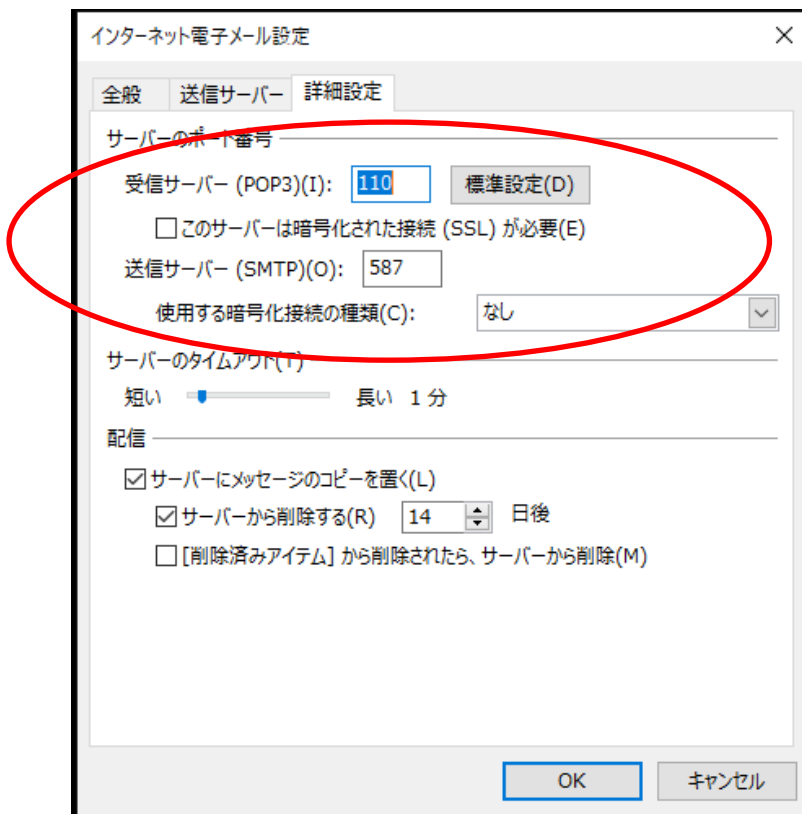 インターネット電子メール設定
全般 送信サーバー 詳細設定
サーバーのポート番号
受信サーバー (POP3)(I): 110 標準設定(D)
このサーバーは暗号化された接続 (SSL) が必要(E)
送信サーバー (SMTP)(O): 587
使用する暗号化接続の種類(C): なし
サーバーのタイムアウト(T)
短い 長い 1 分
配信
サーバーにメッセージのコピーを置く(L)
サーバーから削除する(R) 14 日後
[削除済みアイテム] から削除されたら、サーバーから削除(M)
OK キャンセル